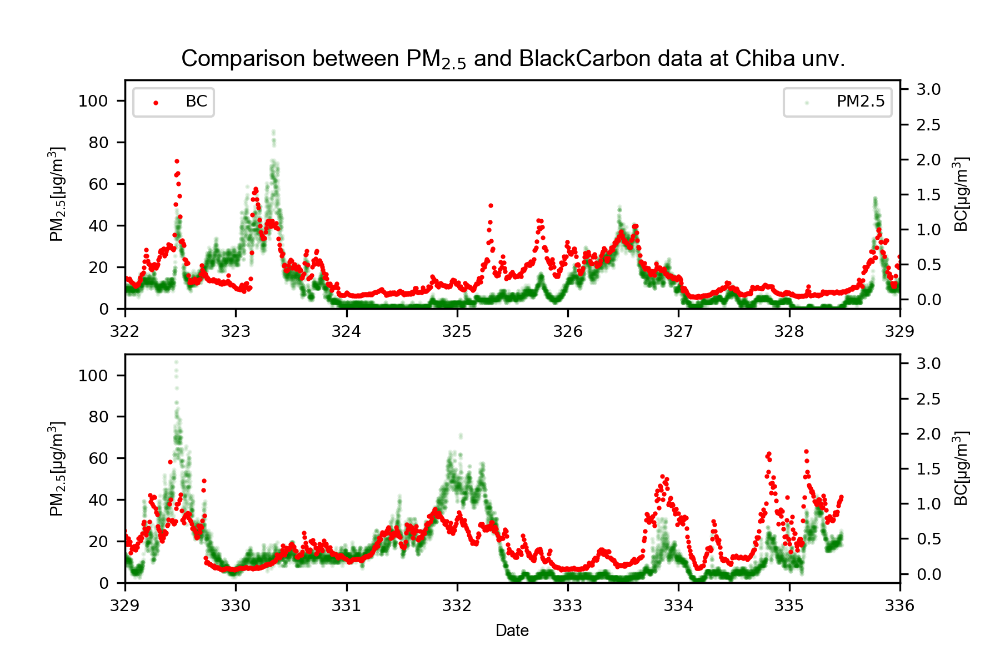 Comparison between PM2.5 and BlackCarbon data at Chiba unv.
BC
PM2.5
PM2.5[μg/m3]
100
80
60
40
20
0
3.0
2.5
2.0
1.5
1.0
0.5
0.0
BC[μg/m3]
322 323 324 325 326 327 328 329
PM2.5[μg/m3]
100
80
60
40
20
0
3.0
2.5
2.0
1.5
1.0
0.5
0.0
BC[μg/m3]
329 330 331 332 333 334 335 336
Date